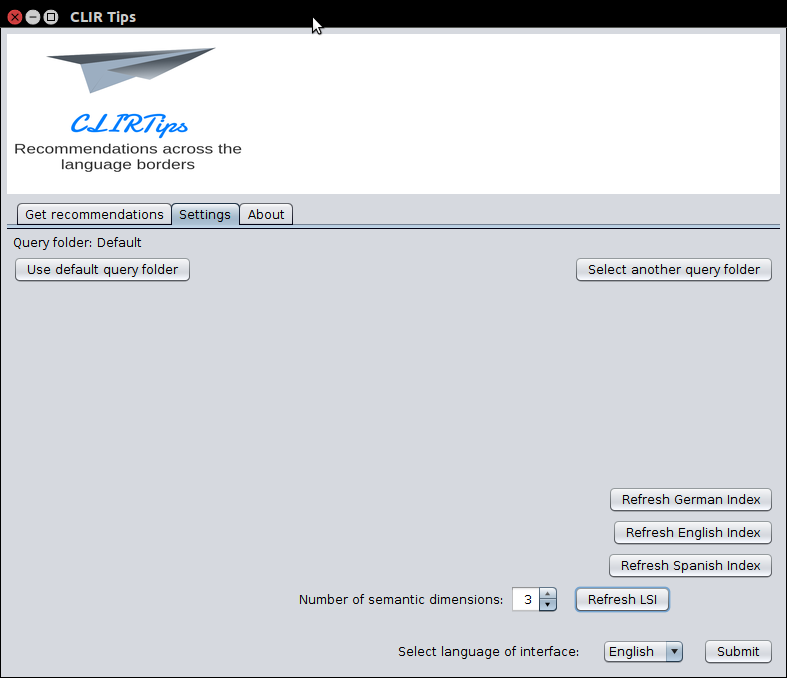 CLIR Tips
CLIRTips
Recommendations across the
language borders
Get recommendations Settings About
Query folder: Default
Use default query folder Select another query folder
Refresh German Index
Refresh English Index
Refresh Spanish Index
Number of semantic dimensions: 3 Refresh LSI
Select language of interface: English Submit